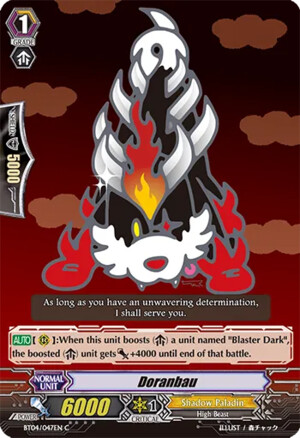 1
GRADE
SHIELD
5000
As long as you have an unwavering determination,
I shall serve you.
AUTO [ ]:When this unit boosts a unit named "Blaster Dark",
the boosted unit gets +4000 until end of that battle.
NORMAL
UNIT
Doranbau
POWER
6000
1
CRITICAL
Shadow Paladin
High Beast
BT04/047EN C
ILLUST / 森チャック